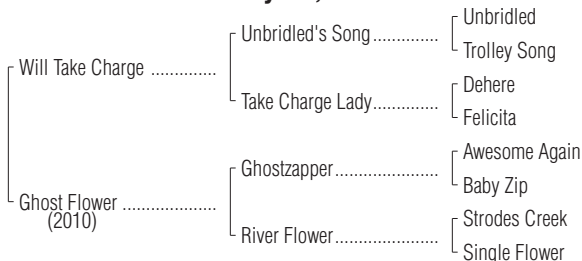 Unbridled
Unbridled's Song..............
Trolley Song
Will Take Charge ..............
Dehere
Take Charge Lady..............
Felicita
Awesome Again
Ghostzapper......................
Baby Zip
Ghost Flower ....................
(2010)
Strodes Creek
River Flower......................
Single Flower